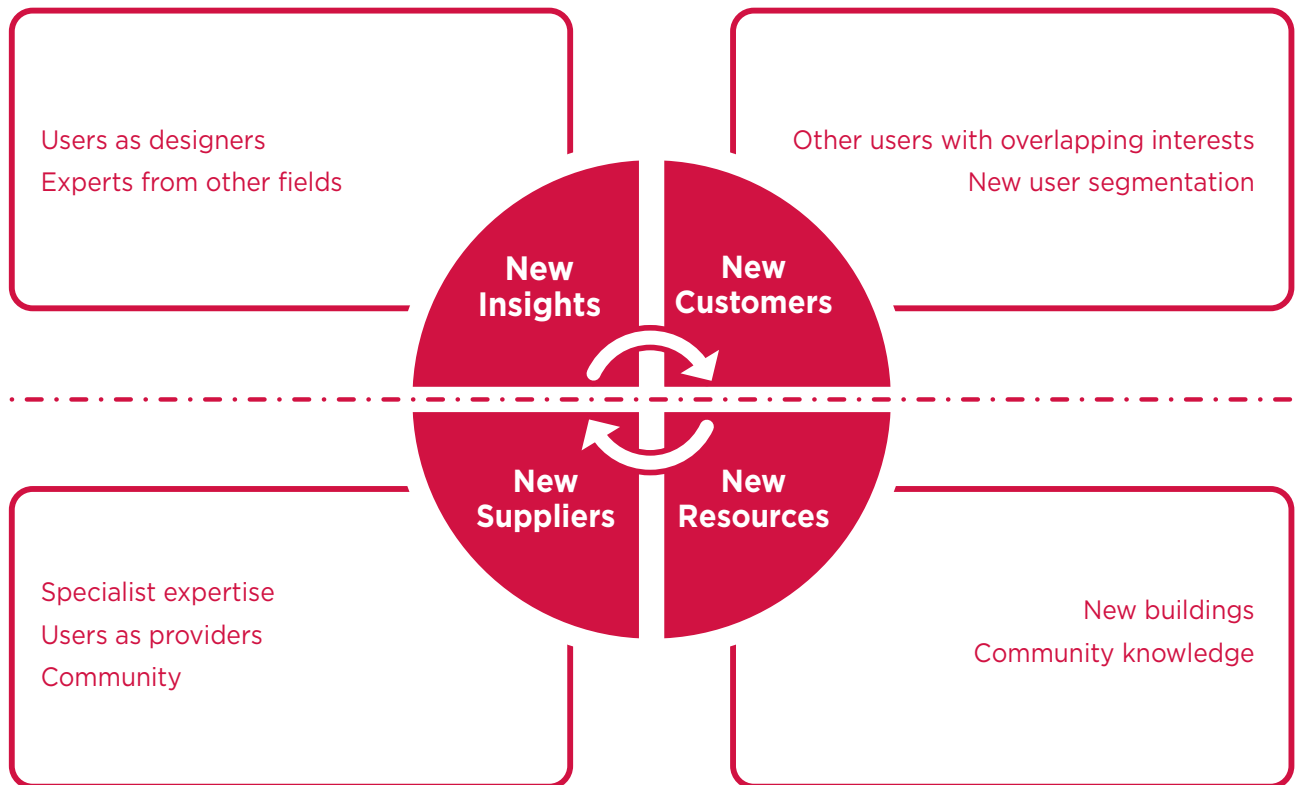 Users as designers
Experts from other fields
Other users with overlapping interests
New user segmentation
New
Insights
New
Customers
New
Suppliers
New
Resources
Specialist expertise
Users as providers
Community
New buildings
Community knowledge